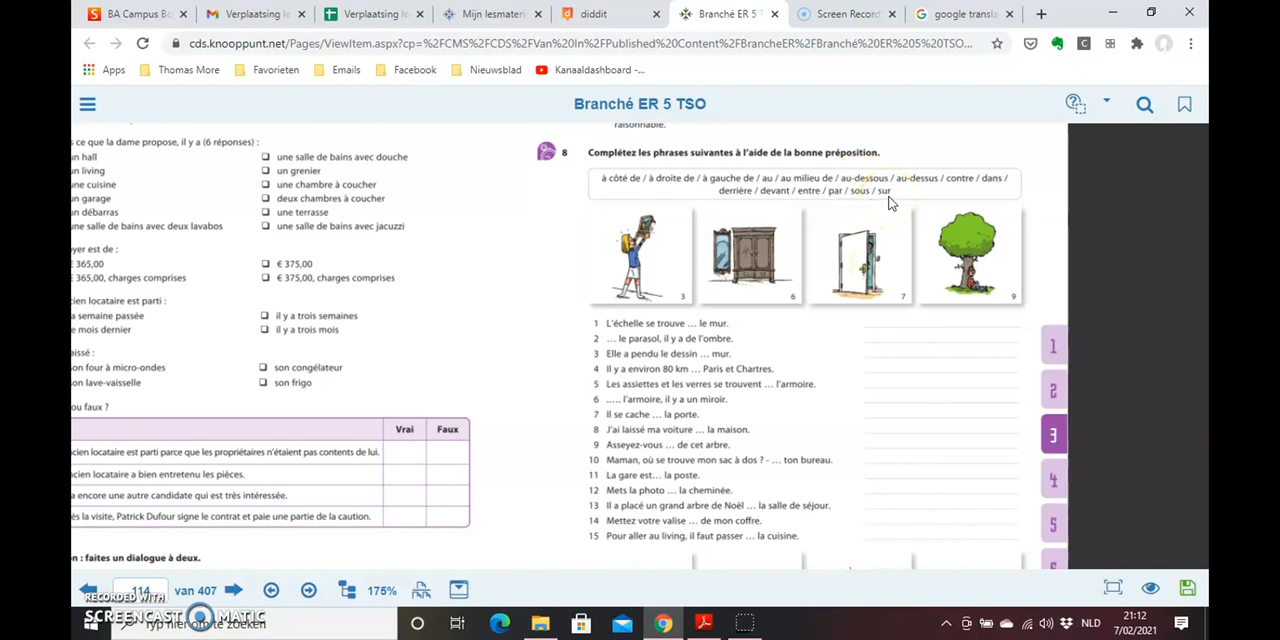 BA Campus Bo
Verplaatsing le
Verplaatsing le
Mijn lesmateri
diddit
Branché ER 5 T
Screen Record
google transla
cds.knooppunt.net/Pages/ViewItem.aspx?cp=%2FCMS%2FCDS%2FVan%20In%2FPublished%20Content%2FBrancheER%2FBranché%20ER%205%20TSO...
Apps
Thomas More
Favorieten
Emails
Facebook
Nieuwsblad
Kanaaldashboard -...
Branché ER 5 TSO
s ce que la dame propose, il y a (6 réponses) :
un hall
un living
une cuisine
un garage
un débarras
une salle de bains avec deux lavabos
une salle de bains avec douche
un grenier
une chambre à coucher
deux chambres à coucher
une terrasse
une salle de bains avec jacuzzi
oyer est de :
€ 365,00
€ 365,00, charges comprises
€ 375,00
€ 375,00, charges comprises
cien locataire est parti :
a semaine passée
e mois dernier
il y a trois semaines
il y a trois mois
aissé :
son four à micro-ondes
son lave-vaisselle
son congélateur
son frigo
ou faux ?
Vrai Faux
cien locataire est parti parce que les propriétaires n'étaient pas contents de lui.
cien locataire a bien entretenu les pièces.
a encore une autre candidate qui est très intéressée.
ès la visite, Patrick Dufour signe le contrat et paie une partie de la caution.
on : faites un dialogue à deux.
raisonnable.
8 Complétez les phrases suivantes à l'aide de la bonne préposition.
à côté de / à droite de / à gauche de / au / au milieu de / au-dessous / au-dessus / contre / dans /
derrière / devant / entre / par / sous / sur
3
6
7
9
1 L'échelle se trouve ... le mur.
2 ... le parasol, il y a de l'ombre.
3 Elle a pendu le dessin ... mur.
4 Il y a environ 80 km ... Paris et Chartres.
5 Les assiettes et les verres se trouvent ... l'armoire.
6 ..... l'armoire, il y a un miroir.
7 Il se cache ... la porte.
8 J'ai laissé ma voiture ... la maison.
9 Asseyez-vous ... de cet arbre.
10 Maman, où se trouve mon sac à dos ? - ... ton bureau.
11 La gare est... la poste.
12 Mets la photo ... la cheminée.
13 Il a placé un grand arbre de Noël ... la salle de séjour.
14 Mettez votre valise ... de mon coffre.
15 Pour aller au living, il faut passer ... la cuisine.
1
2
3
4
5
114 van 407
175%
RECORDED WITH
SCREENCAST MATIC
Typ hier om te zoeken
NLD
21:12
7/02/2021